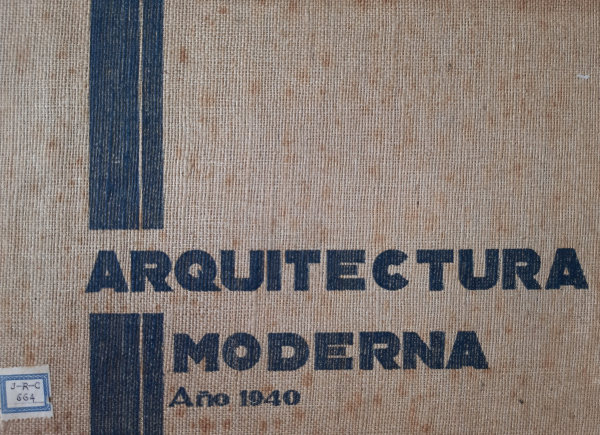 ARQUITECTURA
MODERNA
Año 1940
J-R-C
664